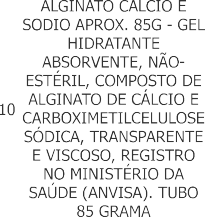 ALGINATO CALCIO E
SODIO APROX. 85G - GEL
HIDRATANTE
ABSORVENTE, NÃO-
ESTÉRIL, COMPOSTO DE
ALGINATO DE CÁLCIO E
10 CARBOXIMETILCELULOSE
SÓDICA, TRANSPARENTE
E VISCOSO, REGISTRO
NO MINISTÉRIO DA
SAÚDE (ANVISA). TUBO
85 GRAMA